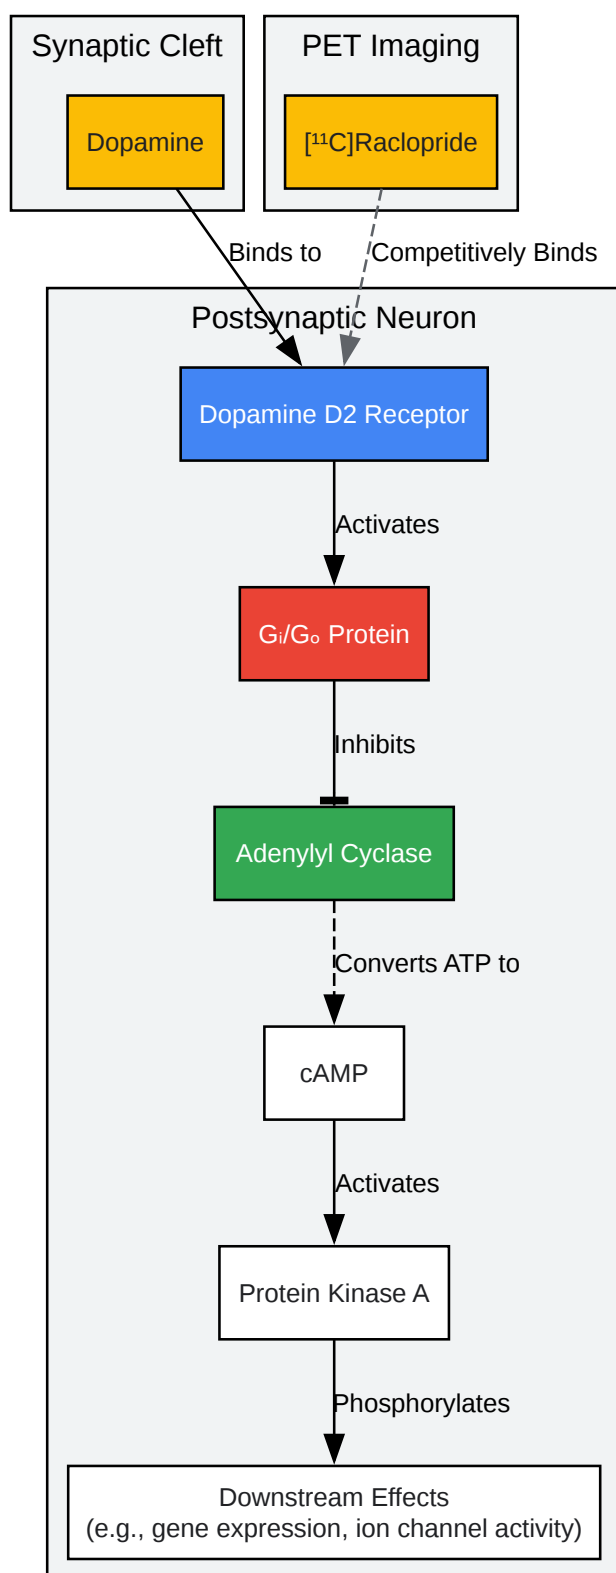 Synaptic Cleft
PET Imaging
Dopamine
[¹¹C]Raclopride
Binds to
Competitively Binds
Postsynaptic Neuron
Dopamine D2 Receptor
Activates
Gᵢ/Gₒ Protein
Inhibits
Adenylyl Cyclase
Converts ATP to
cAMP
Activates
Protein Kinase A
Phosphorylates
Downstream Effects
(e.g., gene expression, ion channel activity)